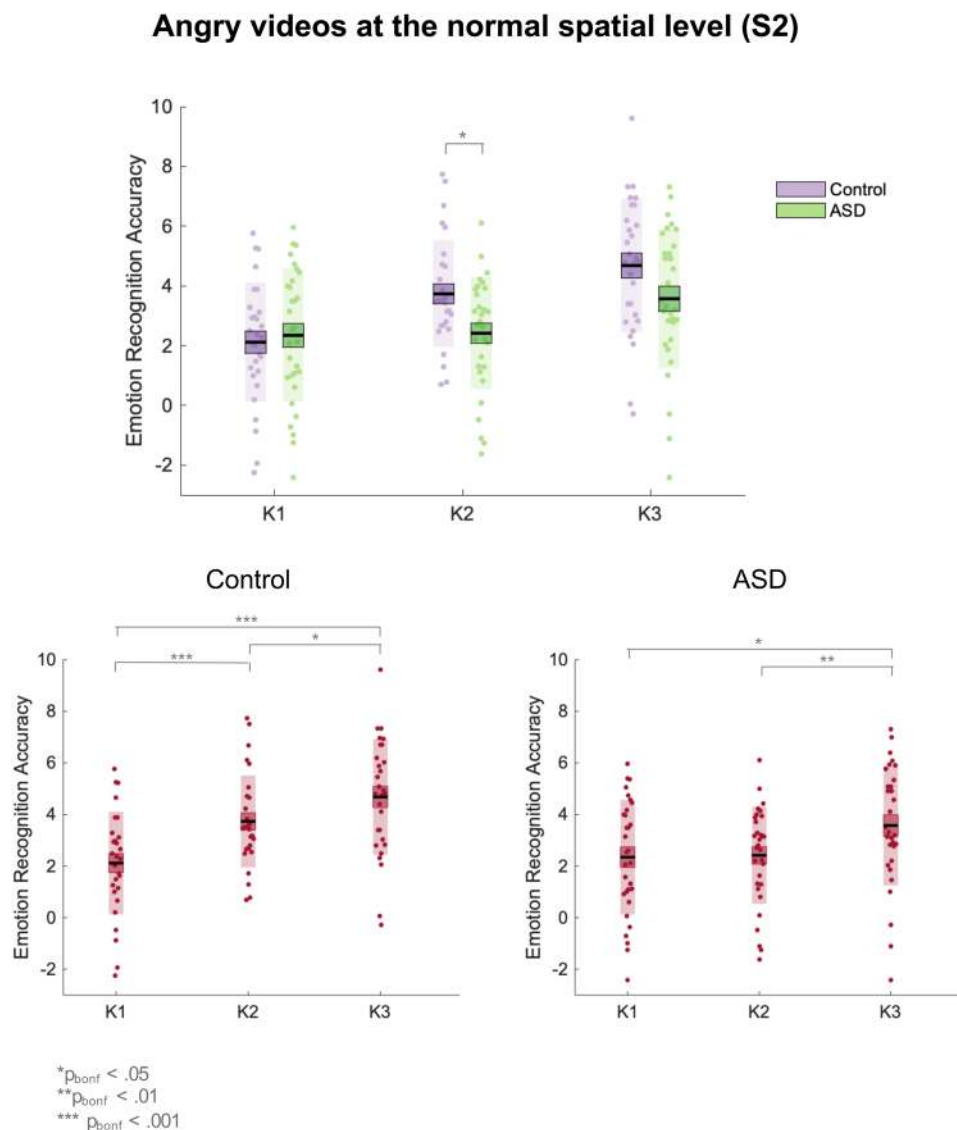 Angry videos at the normal spatial level (S2)
Emotion Recognition Accuracy
10
8
6
4
2
0
-2
*
K1
K2
K3
Control
ASD
Control
***
***
*
Emotion Recognition Accuracy
10
8
6
4
2
0
-2
K1
K2
K3
ASD
*
**
Emotion Recognition Accuracy
10
8
6
4
2
0
-2
K1
K2
K3
*pbonf < .05
**pbonf < .01
*** pbonf < .001